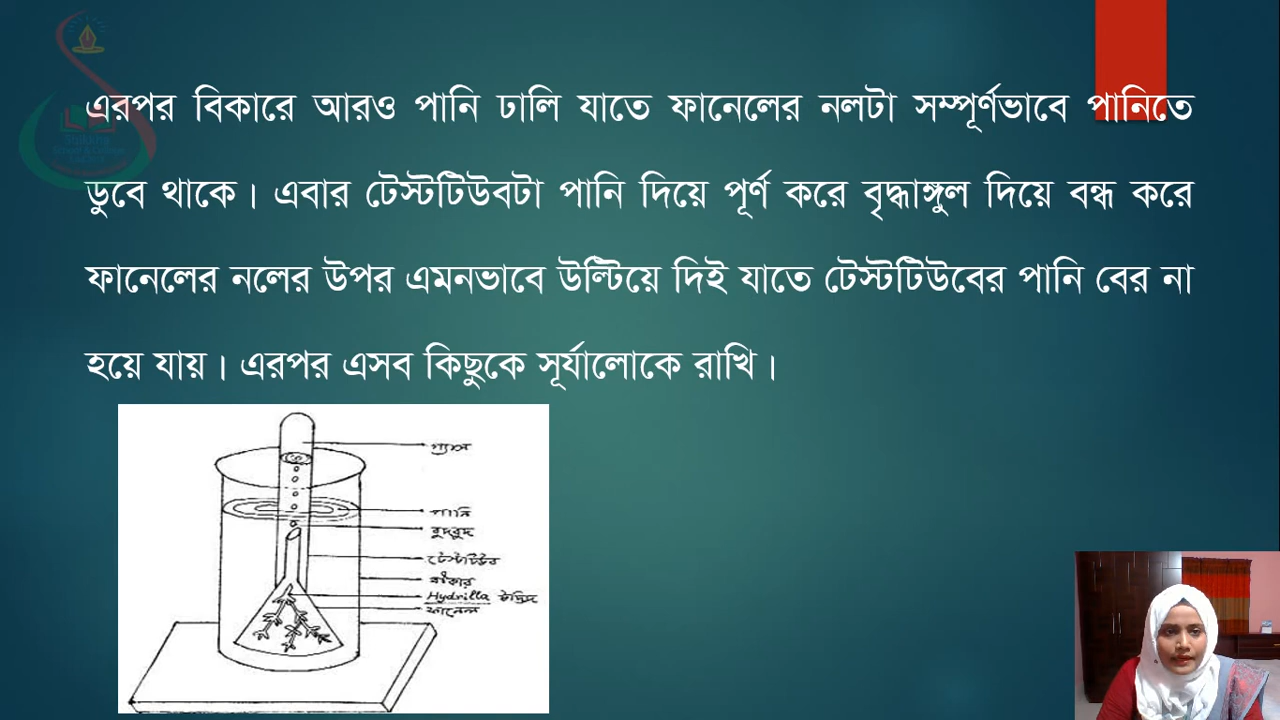 এরপর বিকারে আরও পানি ঢালি যাতে ফানেলের নলটা সম্পূর্ণভাবে পানিতে
ডুবে থাকে। এবার টেস্টটিউবটা পানি দিয়ে পূর্ণ করে বৃদ্ধাঙ্গুল দিয়ে বন্ধ করে
ফানেলের নলের উপর এমনভাবে উল্টিয়ে দিই যাতে টেস্টটিউবের পানি বের না
হয়ে যায়। এরপর এসব কিছুকে সূর্যালোকে রাখি।
গ্যাস
পানি
বুদবুদ
টেস্টটিউব
বীকার
Hydrilla উদ্ভিদ
ফানেল